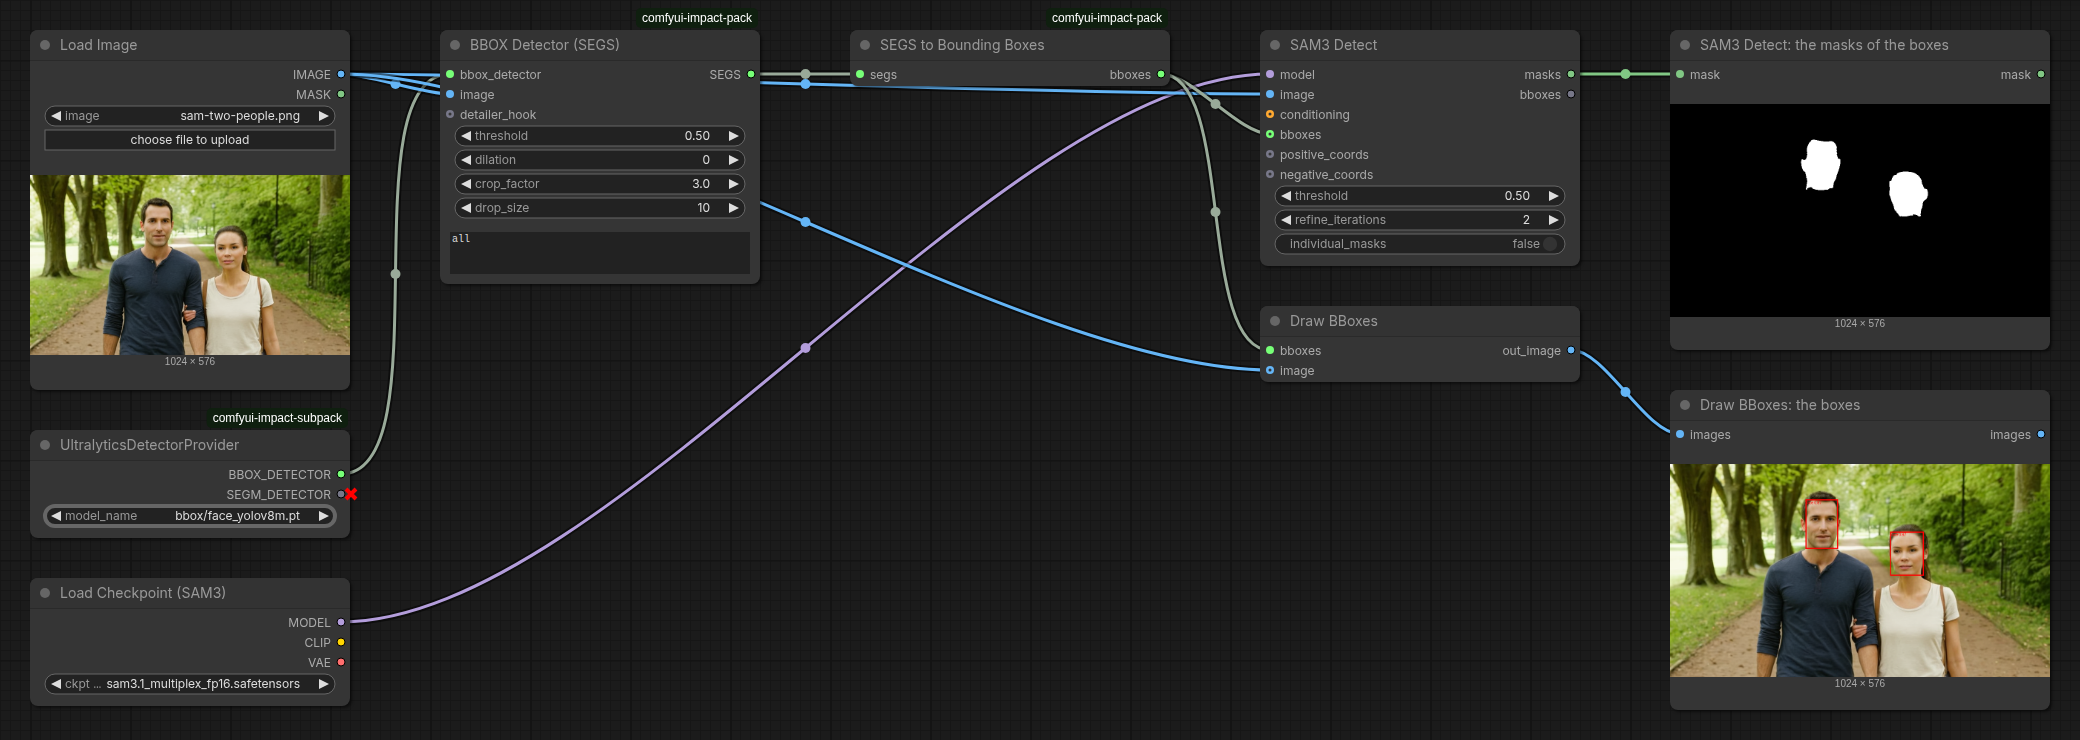 comfyui-impact-pack
comfyui-impact-pack
Load Image
IMAGE
MASK
image sam-two-people.png
choose file to upload
1024 × 576
comfyui-impact-subpack
UltralyticsDetectorProvider
BBOX_DETECTOR
SEGM_DETECTOR
model_name bbox/face_yolov8m.pt
Load Checkpoint (SAM3)
MODEL
CLIP
VAE
ckpt ... sam3.1_multiplex_fp16.safetensors
BBOX Detector (SEGS)
bbox_detector SEGS
image
detailer_hook
threshold 0.50
dilation 0
crop_factor 3.0
drop_size 10
all
SEGS to Bounding Boxes
segs bboxes
SAM3 Detect
model masks
image bboxes
conditioning
bboxes
positive_coords
negative_coords
threshold 0.50
refine_iterations 2
individual_masks false
Draw BBoxes
bboxes out_image
image
SAM3 Detect: the masks of the boxes
mask mask
1024 × 576
Draw BBoxes: the boxes
images images
1024 × 576